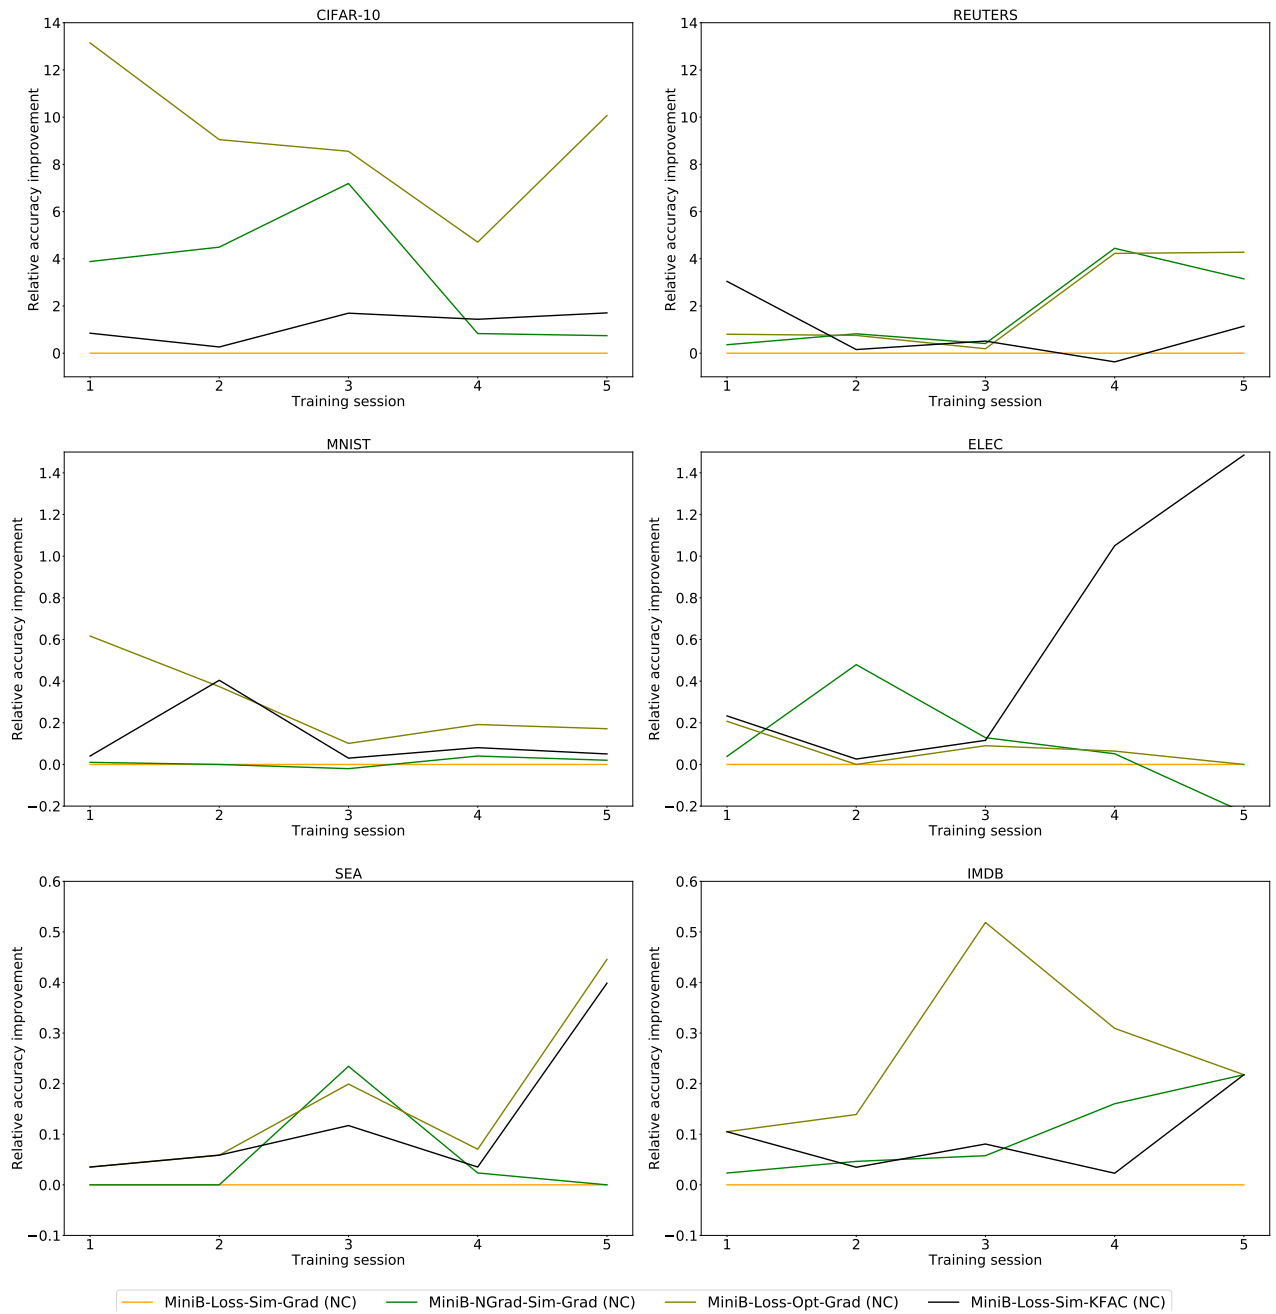 CIFAR-10
Relative accuracy improvement
14
12
10
8
6
4
2
0
1 2 3 4 5
Training session
REUTERS
Relative accuracy improvement
14
12
10
8
6
4
2
0
1 2 3 4 5
Training session
MNIST
Relative accuracy improvement
1.4
1.2
1.0
0.8
0.6
0.4
0.2
0.0
−0.2
1 2 3 4 5
Training session
ELEC
Relative accuracy improvement
1.4
1.2
1.0
0.8
0.6
0.4
0.2
0.0
−0.2
1 2 3 4 5
Training session
SEA
Relative accuracy improvement
0.6
0.5
0.4
0.3
0.2
0.1
0.0
−0.1
1 2 3 4 5
Training session
IMDB
Relative accuracy improvement
0.6
0.5
0.4
0.3
0.2
0.1
0.0
−0.1
1 2 3 4 5
Training session
MiniB-Loss-Sim-Grad (NC) MiniB-NGrad-Sim-Grad (NC) MiniB-Loss-Opt-Grad (NC) MiniB-Loss-Sim-KFAC (NC)